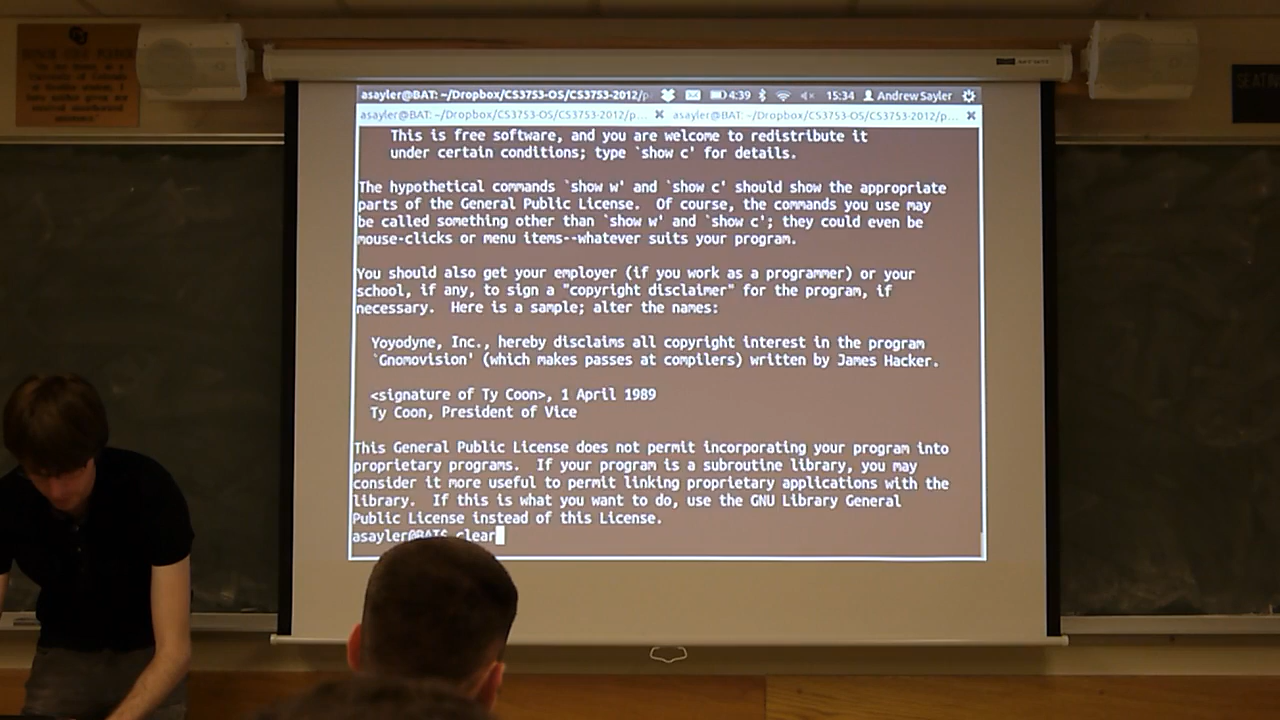 asayler@BAT: ~/Dropbox/CS3753-OS/CS3753-2012/p
4:39
15:34
Andrew Sayler
asayler@BAT: ~/Dropbox/CS3753-OS/CS3753-2012/p...
asayler@BAT: ~/Dropbox/CS3753-OS/CS3753-2012/p...
This is free software, and you are welcome to redistribute it
under certain conditions; type `show c' for details.
The hypothetical commands `show w' and `show c' should show the appropriate
parts of the General Public License.  Of course, the commands you use may
be called something other than `show w' and `show c'; they could even be
mouse-clicks or menu items--whatever suits your program.
You should also get your employer (if you work as a programmer) or your
school, if any, to sign a "copyright disclaimer" for the program, if
necessary.  Here is a sample; alter the names:
Yoyodyne, Inc., hereby disclaims all copyright interest in the program
`Gnomovision' (which makes passes at compilers) written by James Hacker.
<signature of Ty Coon>, 1 April 1989
Ty Coon, President of Vice
This General Public License does not permit incorporating your program into
proprietary programs.  If your program is a subroutine library, you may
consider it more useful to permit linking proprietary applications with the
library.  If this is what you want to do, use the GNU Library General
Public License instead of this License.
asayler@BAT$ clear
SEATIN